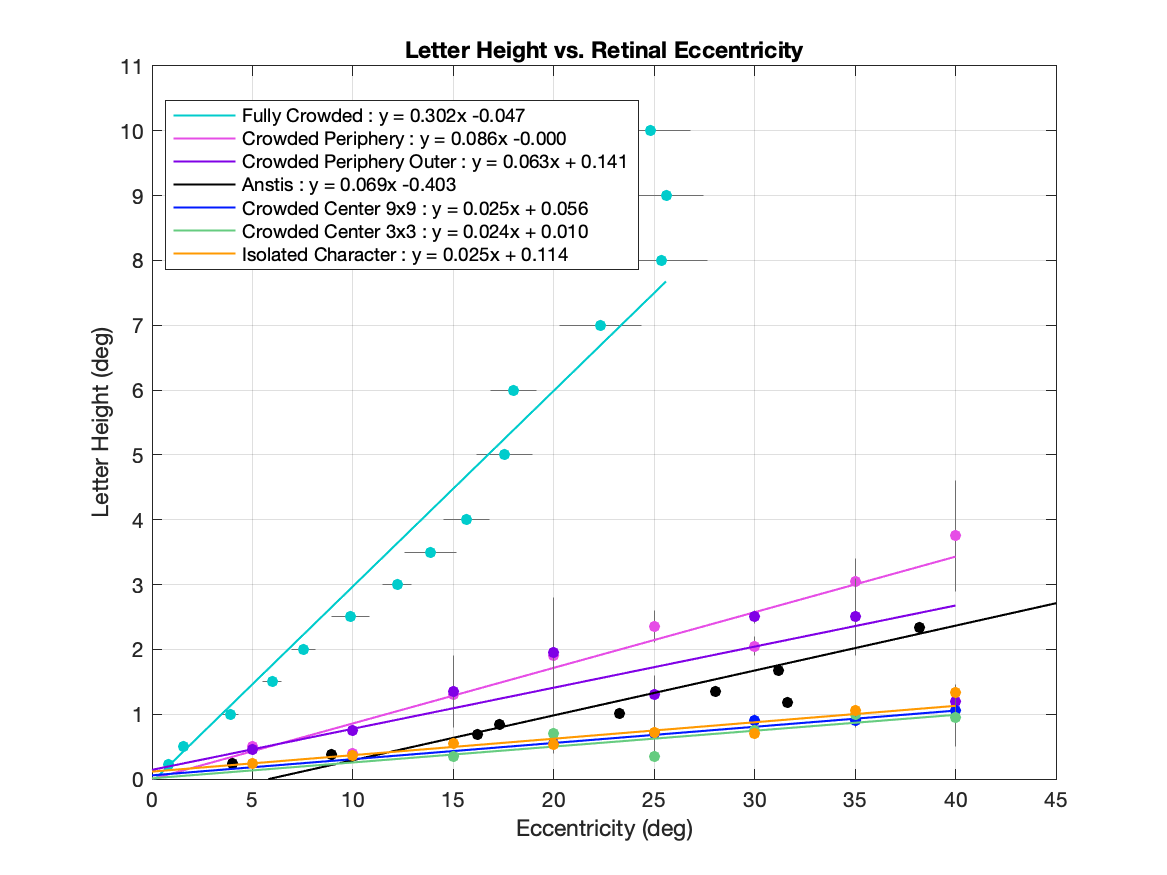 Letter Height vs. Retinal Eccentricity
11
10
9
8
7
6
5
4
3
2
1
0
Letter Height (deg)
Fully Crowded : y = 0.302x -0.047
Crowded Periphery : y = 0.086x -0.000
Crowded Periphery Outer : y = 0.063x + 0.141
Anstis : y = 0.069x -0.403
Crowded Center 9x9 : y = 0.025x + 0.056
Crowded Center 3x3 : y = 0.024x + 0.010
Isolated Character : y = 0.025x + 0.114
0 5 10 15 20 25 30 35 40 45
Eccentricity (deg)